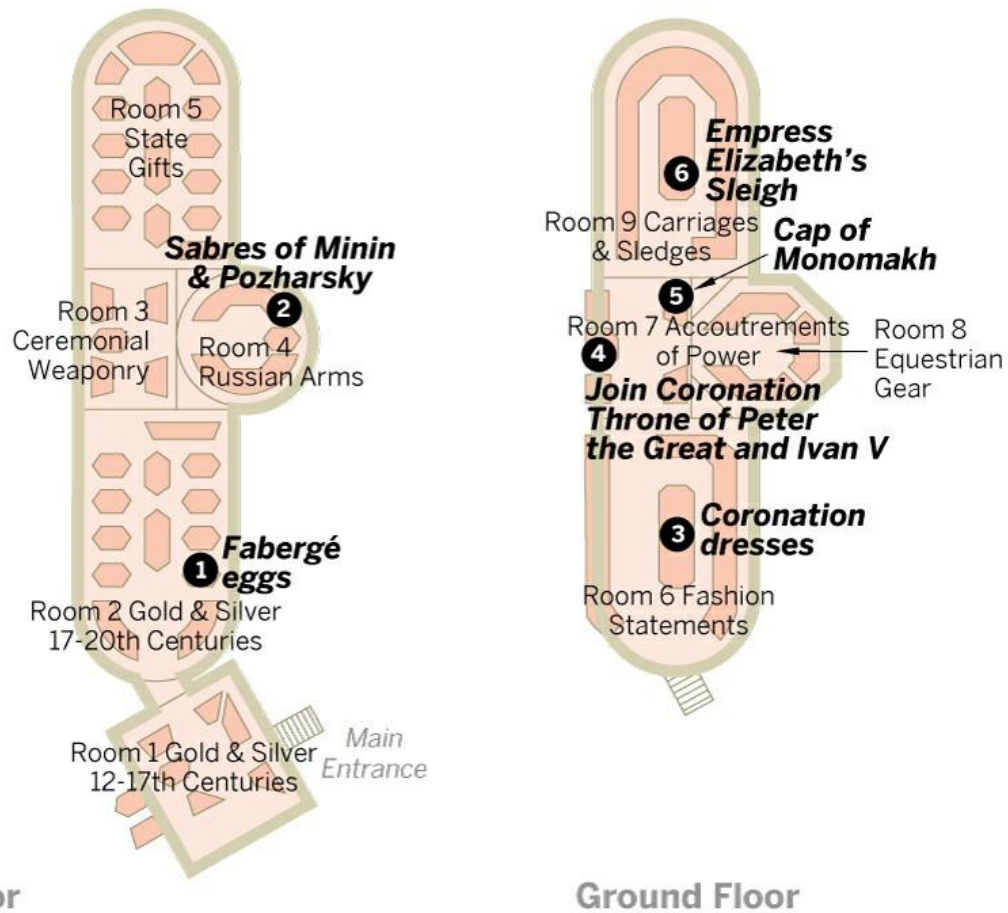 Room 5
State
Gifts
Sabres of Minin
& Pozharsky
2
Room 3
Ceremonial
Weaponry
Room 4
Russian Arms
1
Fabergé
eggs
Room 2 Gold & Silver
17-20th Centuries
Room 1 Gold & Silver
12-17th Centuries
Main
Entrance
6
Empress
Elizabeth's
Sleigh
Room 9 Carriages
& Sledges
Cap of
Monomakh
5
Room 7 Accoutrements
of Power
Room 8
Equestrian
Gear
4
Join Coronation
Throne of Peter
the Great and Ivan V
3
Coronation
dresses
Room 6 Fashion
Statements
Ground Floor